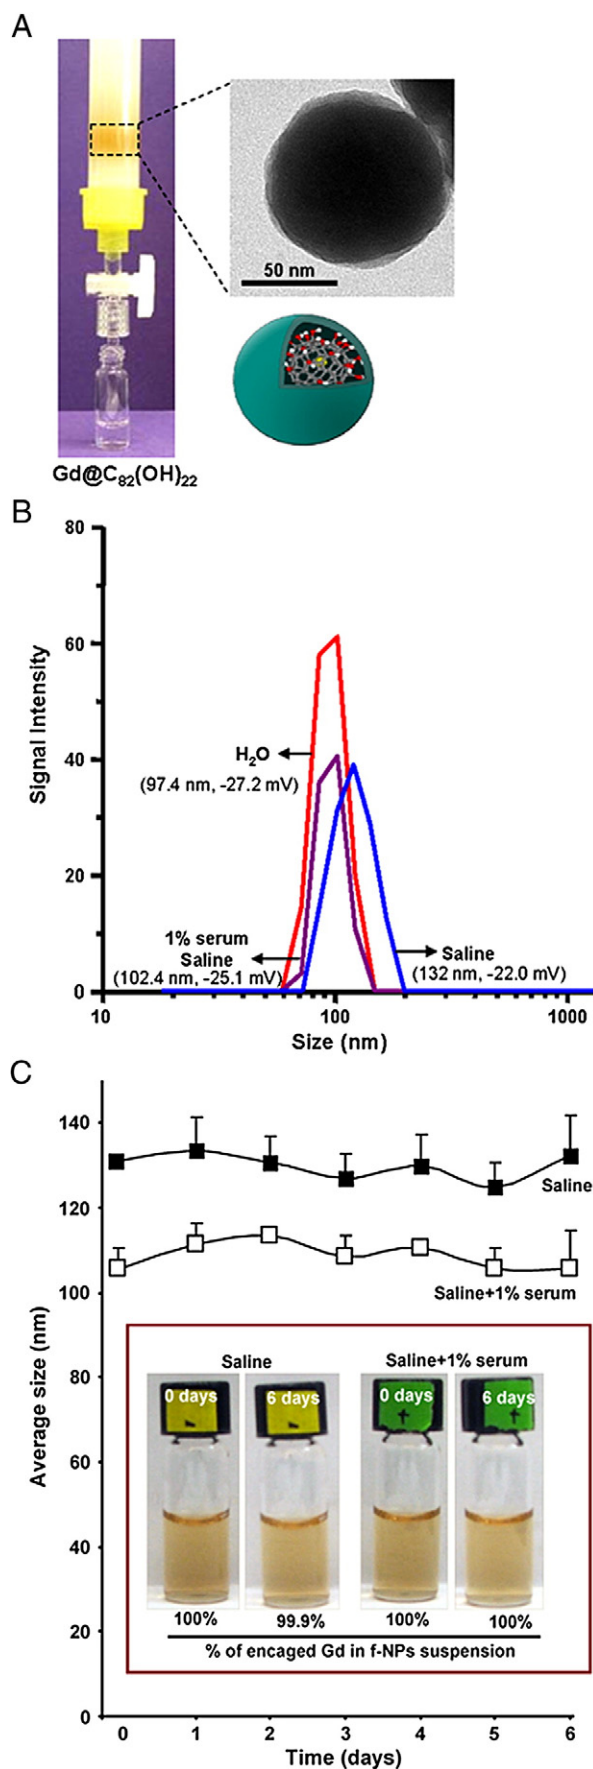 A
50 nm
Gd@C₈₂(OH)₂₂
B
80
60
40
20
0
Signal Intensity
H₂O
(97.4 nm, -27.2 mV)
1% serum
Saline
(102.4 nm, -25.1 mV)
Saline
(132 nm, -22.0 mV)
10
100
1000
Size (nm)
C
140
120
100
80
60
40
20
0
Average size (nm)
Saline
Saline+1% serum
Saline
Saline+1% serum
0 days
6 days
0 days
6 days
100%
99.9%
100%
100%
% of encaged Gd in f-NPs suspension
0
1
2
3
4
5
6
Time (days)